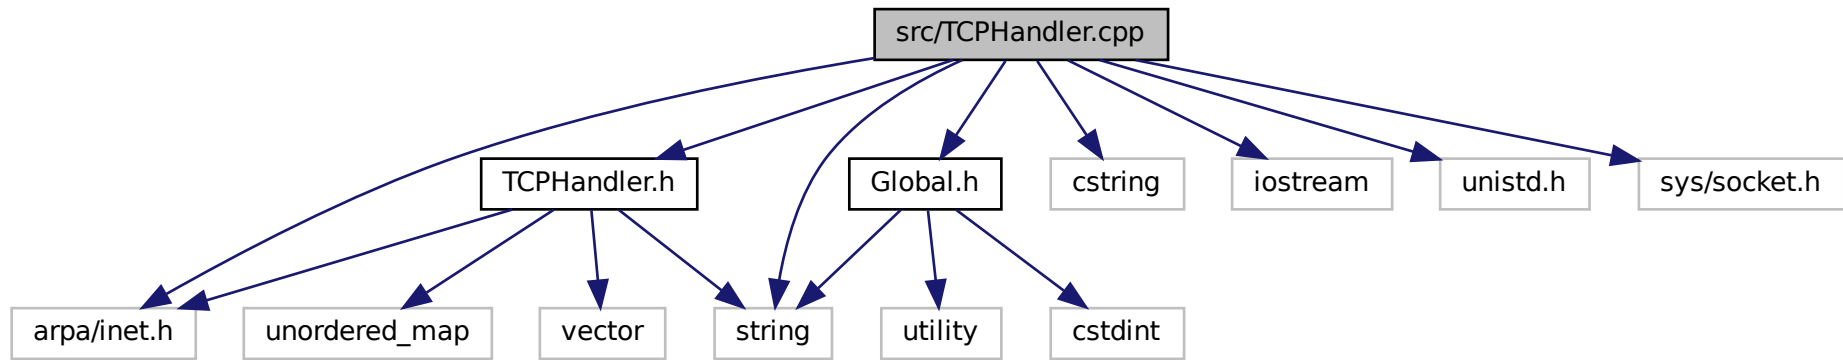 src/TCPHandler.cpp
TCPHandler.h
Global.h
cstring
iostream
unistd.h
sys/socket.h
arpa/inet.h
unordered_map
vector
string
utility
cstdint